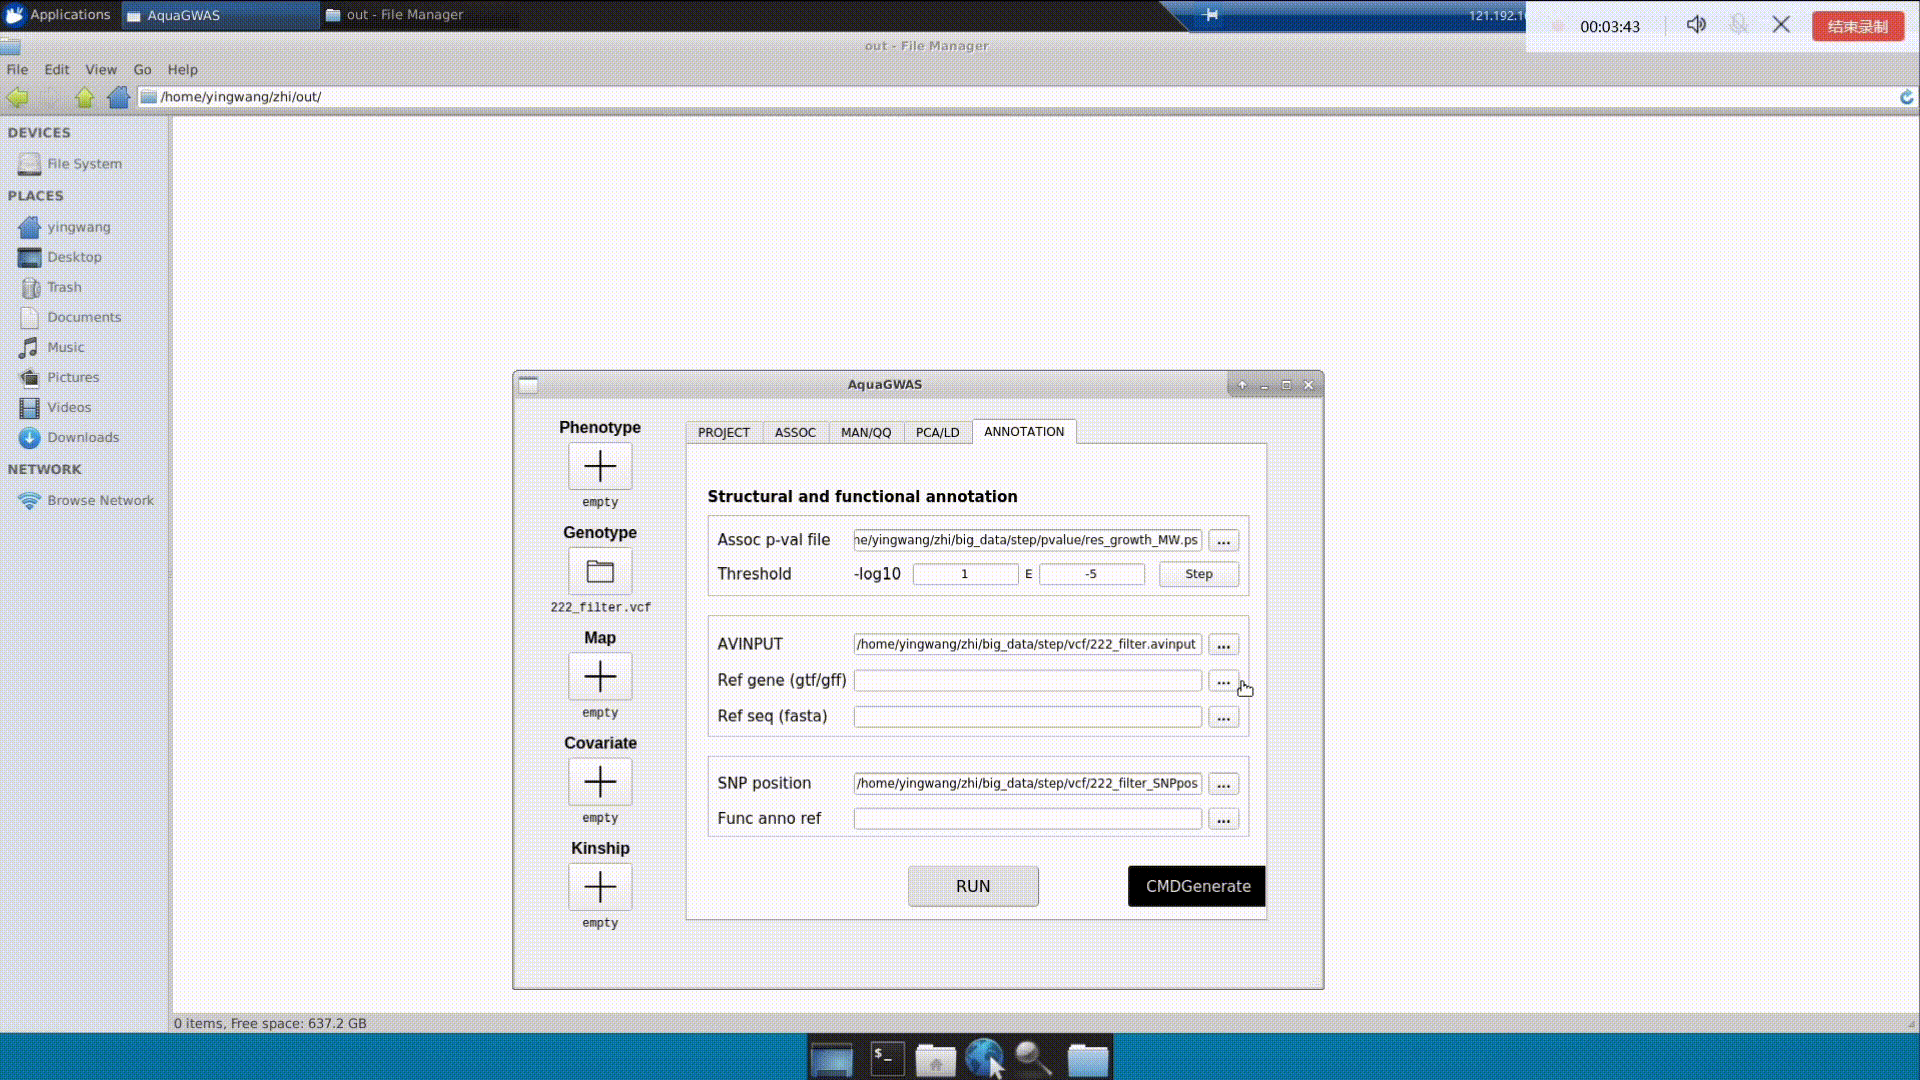 Applications
AquaGWAS
out - File Manager
121.192.1
00:03:43
结束录制
out - File Manager
File
Edit
View
Go
Help
/home/yingwang/zhi/out/
DEVICES
File System
PLACES
yingwang
Desktop
Trash
Documents
Music
Pictures
Videos
Downloads
NETWORK
Browse Network
AquaGWAS
Phenotype
empty
Genotype
222_filter.vcf
Map
empty
Covariate
empty
Kinship
empty
PROJECT
ASSOC
MAN/QQ
PCA/LD
ANNOTATION
Structural and functional annotation
Assoc p-val file
ne/yingwang/zhi/big_data/step/pvalue/res_growth_MW.ps
...
Threshold
-log10
1
E
-5
Step
AVINPUT
/home/yingwang/zhi/big_data/step/vcf/222_filter.avinput
...
Ref gene (gtf/gff)
...
Ref seq (fasta)
...
SNP position
/home/yingwang/zhi/big_data/step/vcf/222_filter_SNPpos
...
Func anno ref
...
RUN
CMDGenerate
0 items, Free space: 637.2 GB
$_